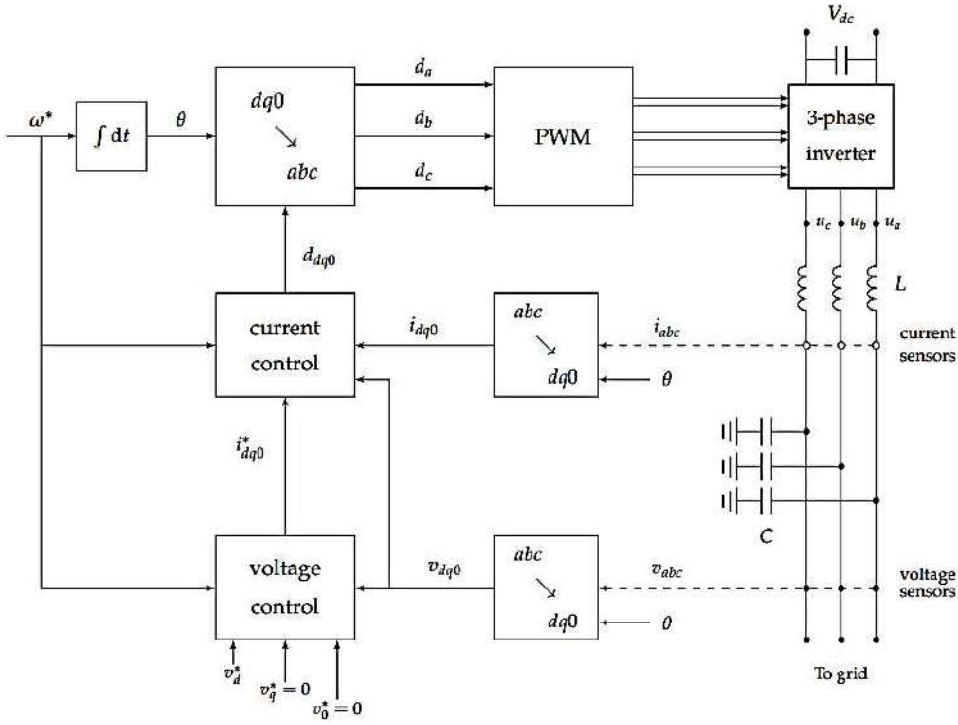 V_dc
ω*
∫ dt
θ
dq0
abc
d_a
d_b
d_c
PWM
3-phase
inverter
u_c
u_b
u_a
d_dq0
L
current
control
i_dq0
abc
dq0
i_abc
θ
current
sensors
i*_dq0
C
voltage
control
v_dq0
abc
dq0
v_abc
θ
voltage
sensors
v*_d
v*_q = 0
v*_0 = 0
To grid